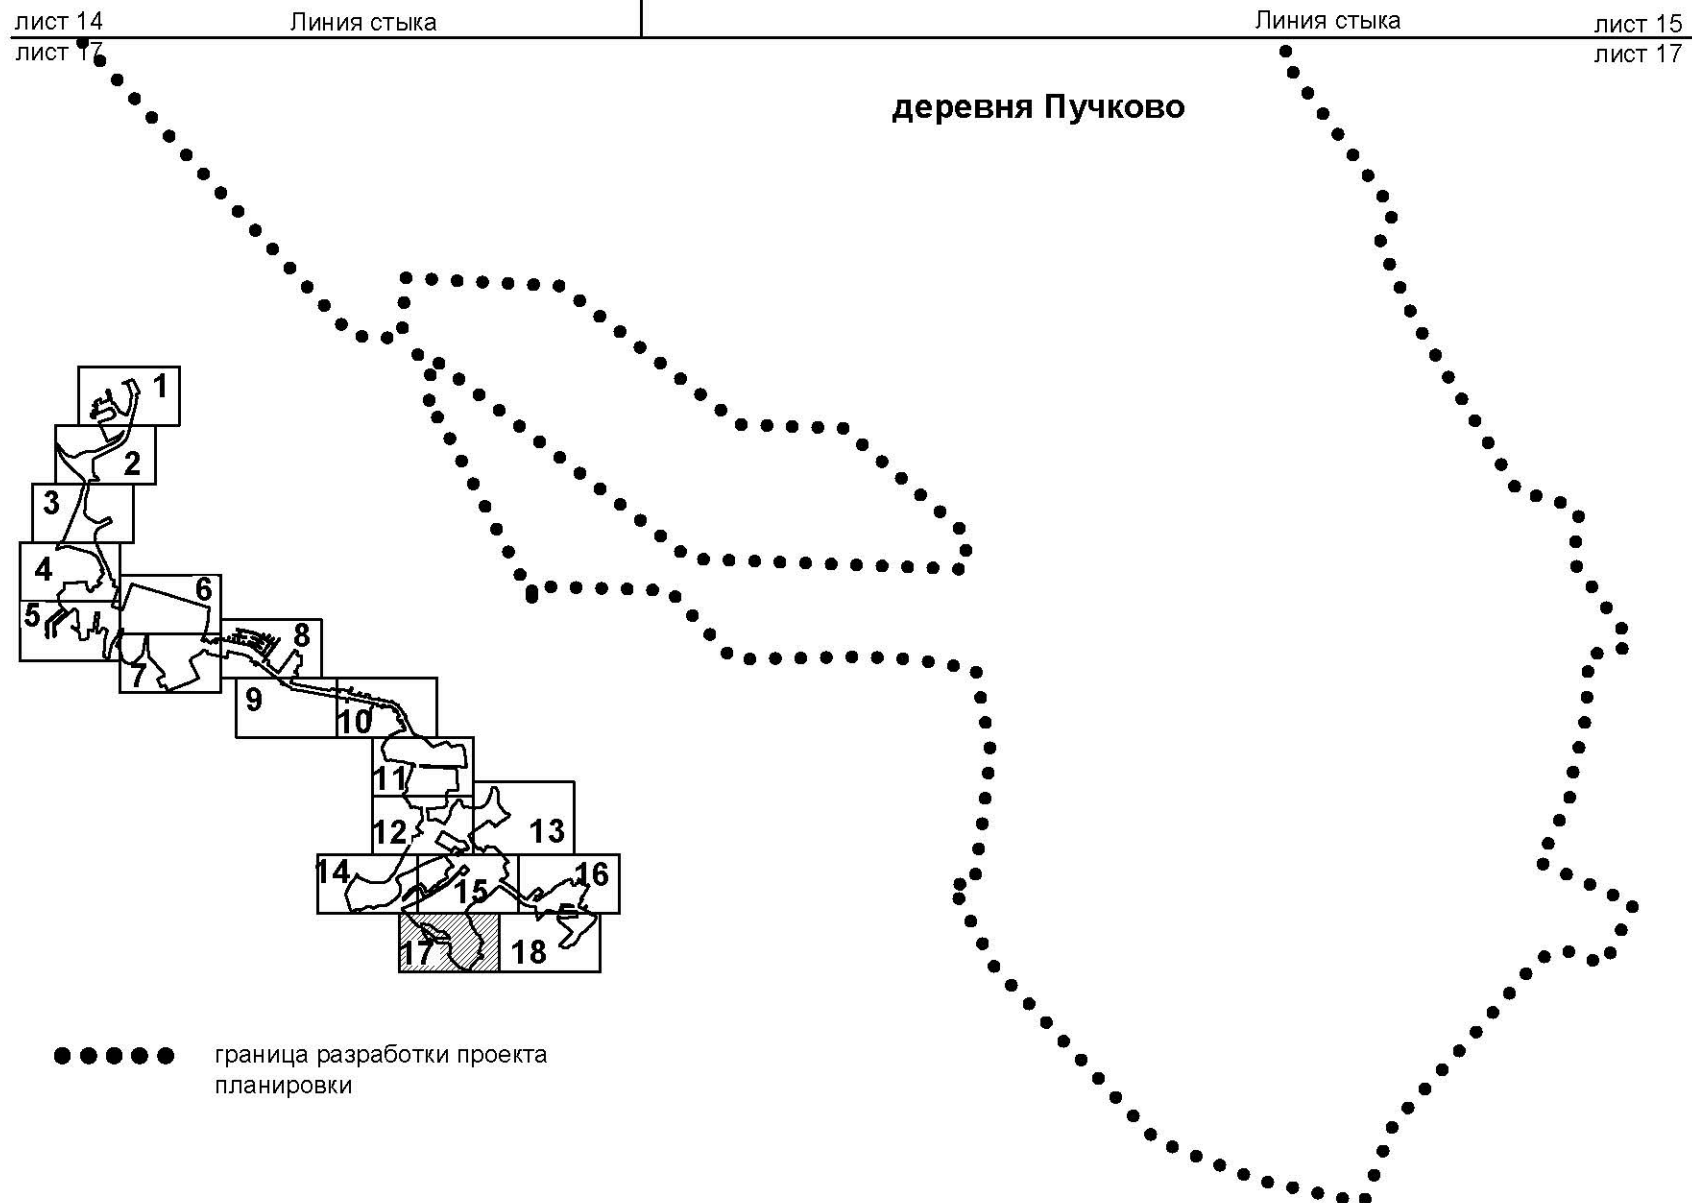 лист 14
Линия стыка
Линия стыка
лист 15
лист 17
лист 17
деревня Пучково
1
2
3
4
5
6
7
8
9
10
11
12
13
14
15
16
17
18
граница разработки проекта
планировки